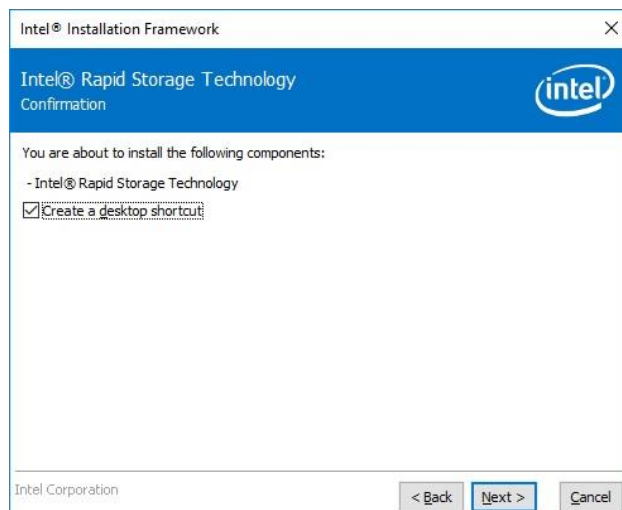 Intel® Installation Framework
Intel® Rapid Storage Technology
Confirmation
intel
You are about to install the following components:
- Intel® Rapid Storage Technology
Create a desktop shortcut
Intel Corporation
< Back Next > Cancel